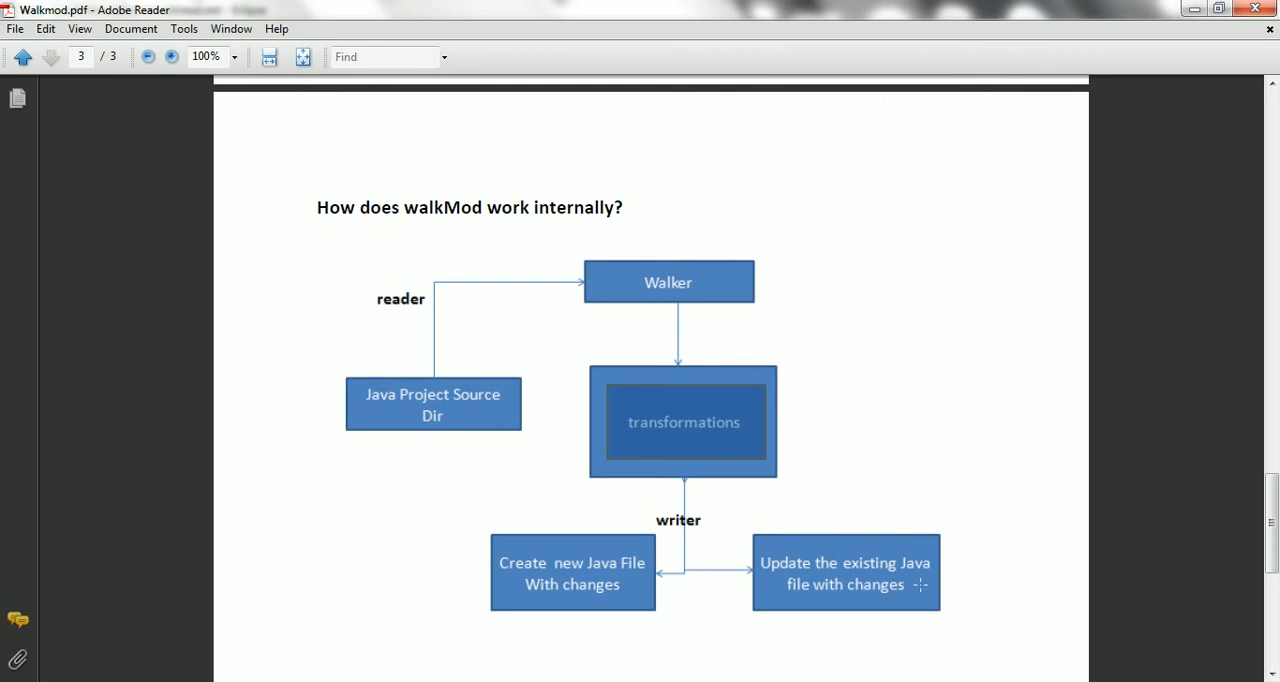 Walkmod.pdf - Adobe Reader
File Edit View Document Tools Window Help
3 / 3 100% Find
How does walkMod work internally?
Walker
reader
Java Project Source
Dir
transformations
writer
Create new Java File
With changes
Update the existing Java
file with changes